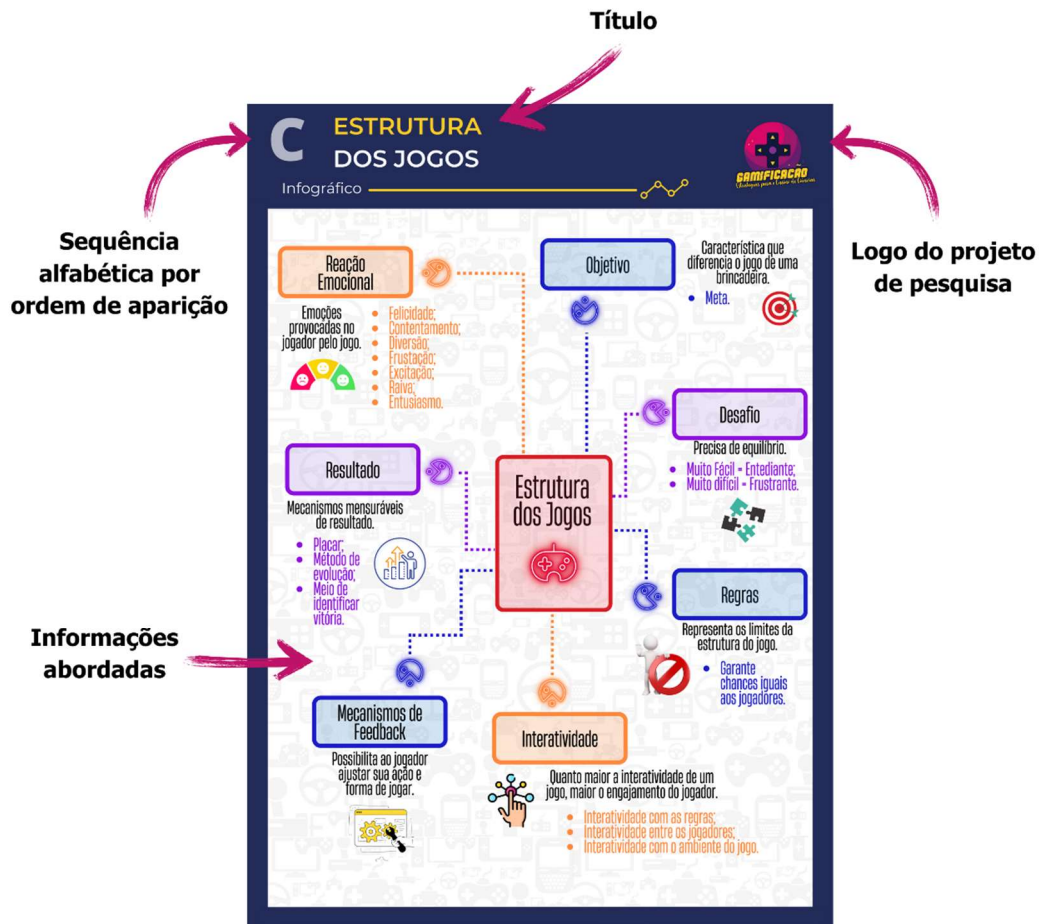 Título
C
ESTRUTURA
DOS JOGOS
Infográfico
GAMIFICAÇÃO
Sequência
alfabética por
ordem de aparição
Logo do projeto
de pesquisa
Reação
Emocional
Emoções
provocadas no
jogador pelo jogo.
• Felicidade;
• Contentamento;
• Diversão;
• Frustação;
• Excitação;
• Raiva;
• Entusiasmo.
Objetivo
Característica que
diferencia o jogo de uma
brincadeira.
• Meta.
Desafio
Precisa de equilíbrio.
• Muito Fácil = Entediante;
• Muito difícil = Frustrante.
Resultado
Mecanismos mensuráveis
de resultado.
• Placar;
• Método de
evolução;
• Meio de
identificar
vitória.
Estrutura
dos Jogos
Regras
Representa os limites da
estrutura do jogo.
• Garante
chances iguais
aos jogadores.
Informações
abordadas
Mecanismos de
Feedback
Possibilita ao jogador
ajustar sua ação e
forma de jogar.
Interatividade
Quanto maior a interatividade de um
jogo, maior o engajamento do jogador.
• Interatividade com as regras;
• Interatividade entre os jogadores;
• Interatividade com o ambiente do jogo.